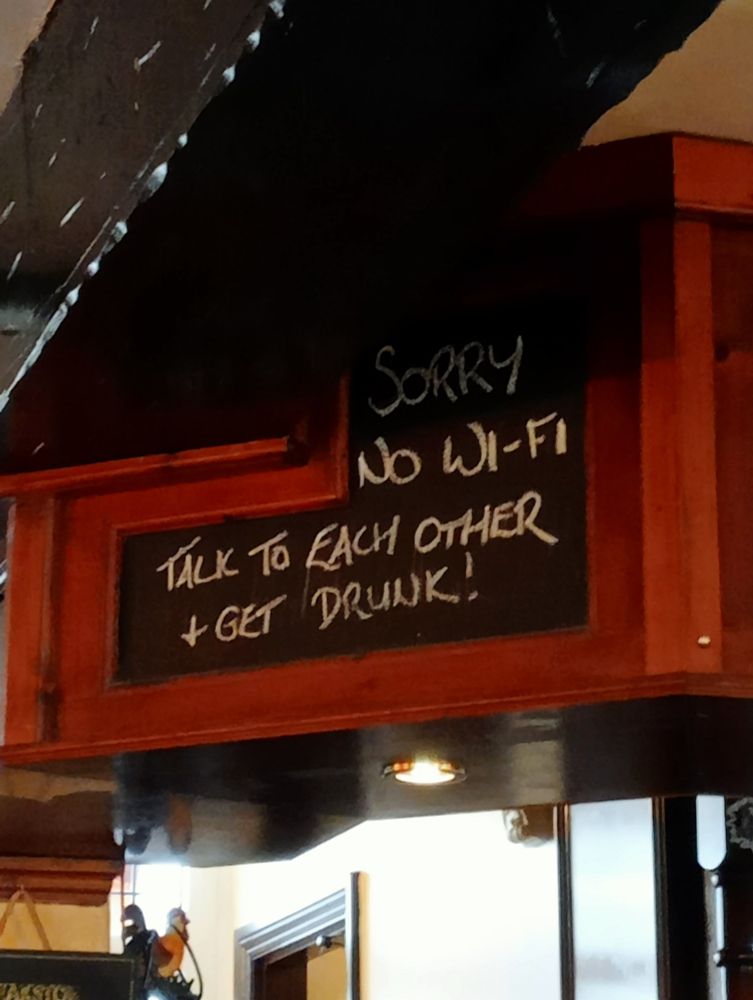 SORRY
NO WI-FI
TALK TO EACH OTHER
+ GET DRUNK!